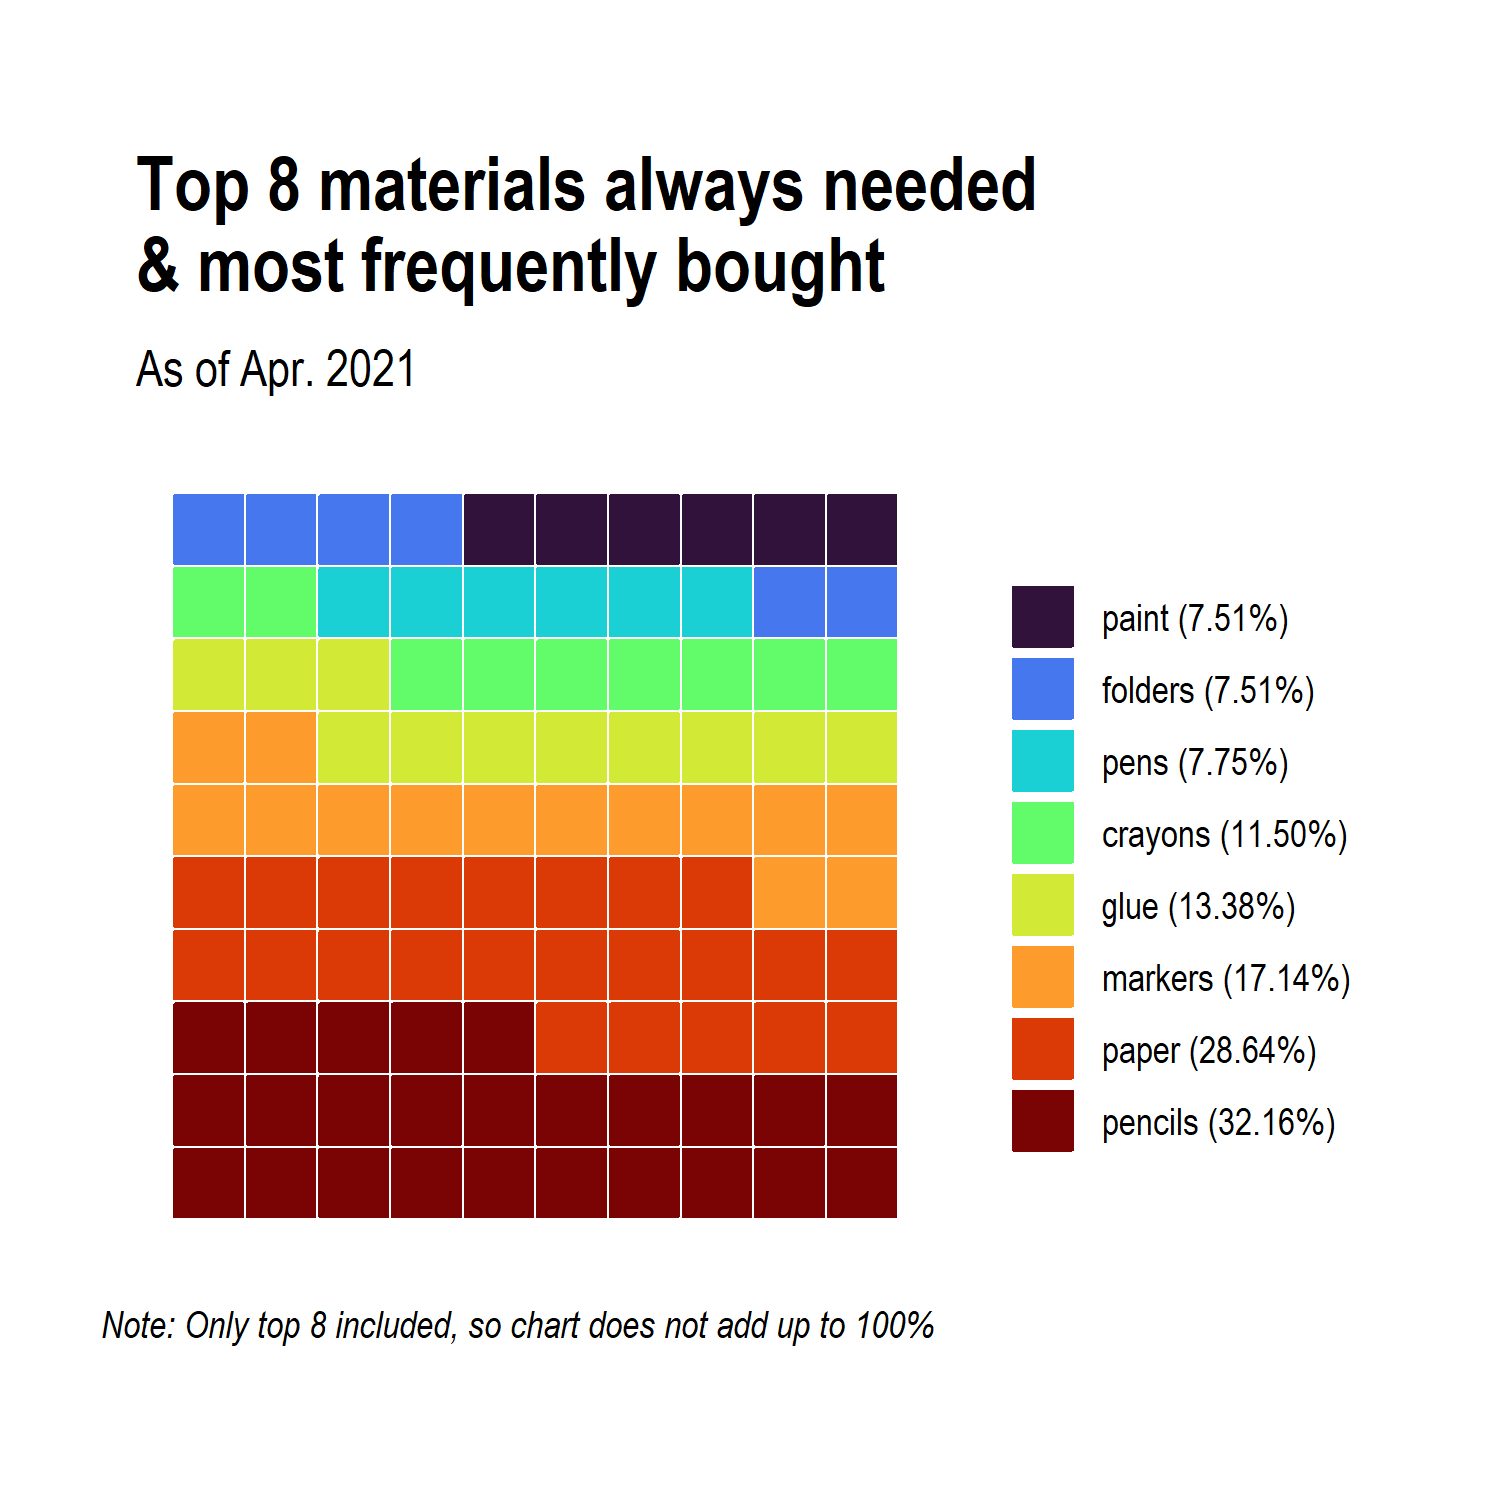 Top 8 materials always needed
& most frequently bought
As of Apr. 2021
paint (7.51%)
folders (7.51%)
pens (7.75%)
crayons (11.50%)
glue (13.38%)
markers (17.14%)
paper (28.64%)
pencils (32.16%)
Note: Only top 8 included, so chart does not add up to 100%